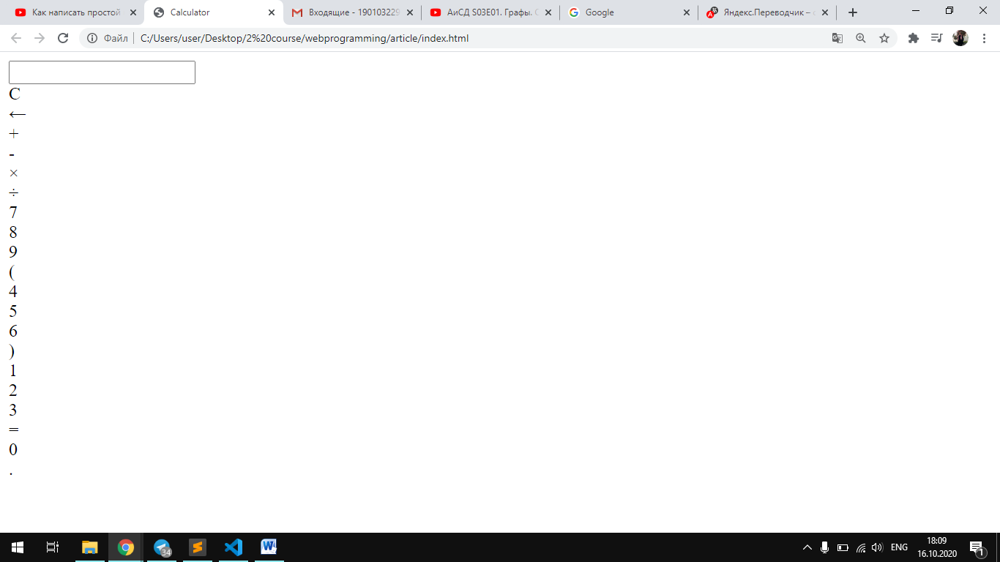 Как написать простой
Calculator
Входящие - 190103229
АиСД S03E01. Графы.
Google
Яндекс.Переводчик –
Файл
C:/Users/user/Desktop/2%20course/webprogramming/article/index.html
C
←
+
-
×
÷
7
8
9
(
4
5
6
)
1
2
3
=
0
.
34
ENG
18:09
16.10.2020
1